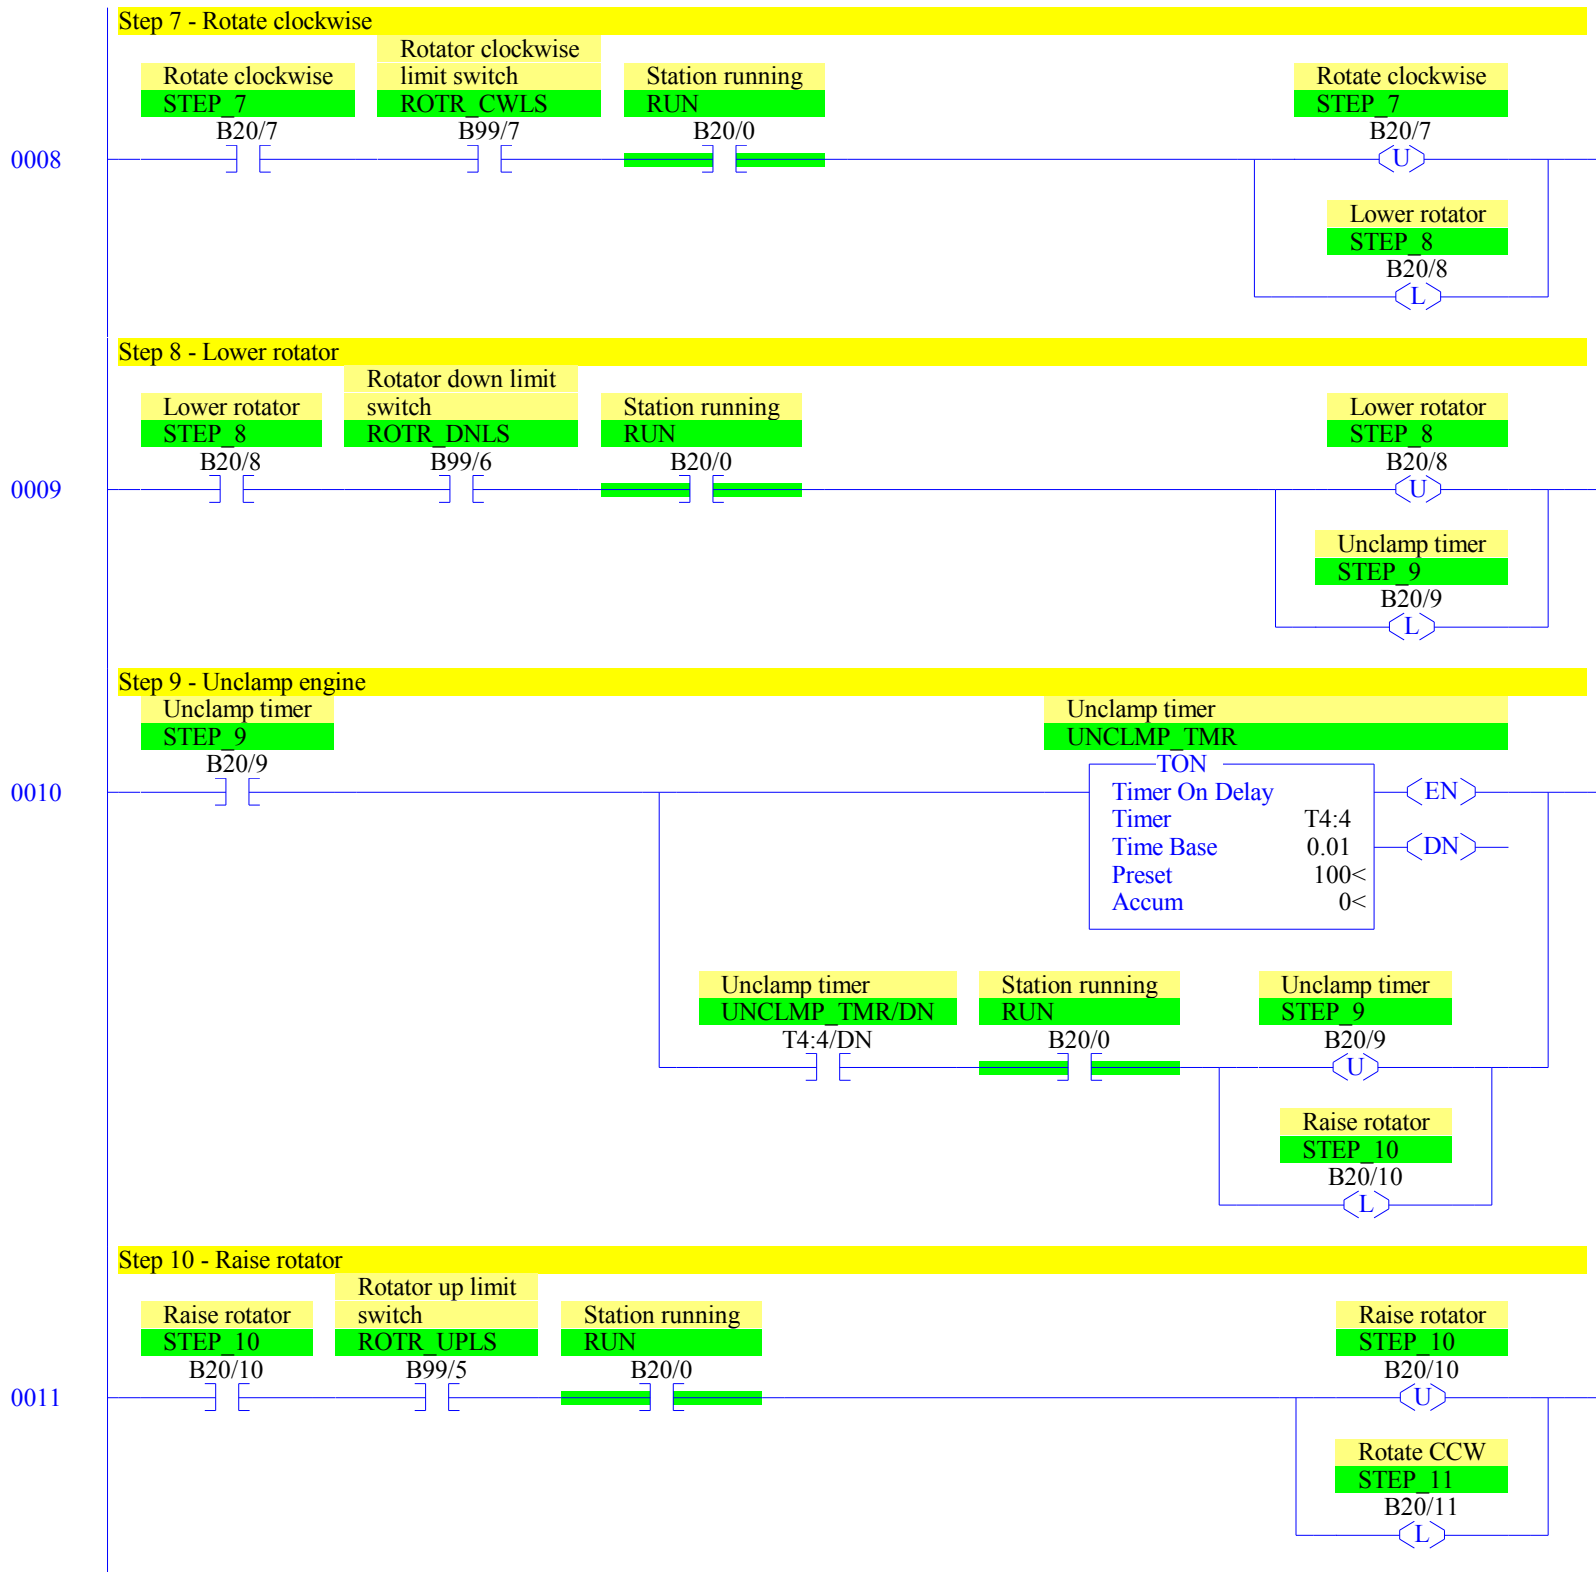 Step 7 - Rotate clockwise
Rotator clockwise
Rotate clockwise limit switch Station running Rotate clockwise
STEP_7 ROTR_CWLS RUN STEP_7
B20/7 B99/7 B20/0 B20/7
0008 U
Lower rotator
STEP_8
B20/8
L
Step 8 - Lower rotator
Rotator down limit
Lower rotator switch Station running Lower rotator
STEP_8 ROTR_DNLS RUN STEP_8
B20/8 B99/6 B20/0 B20/8
0009 U
Unclamp timer
STEP_9
B20/9
L
Step 9 - Unclamp engine
Unclamp timer Unclamp timer
STEP_9 UNCLMP_TMR
B20/9 TON
0010 Timer On Delay EN
Timer T4:4
Time Base 0.01 DN
Preset 100<
Accum 0<
Unclamp timer Station running Unclamp timer
UNCLMP_TMR/DN RUN STEP_9
T4:4/DN B20/0 B20/9
U
Raise rotator
STEP_10
B20/10
L
Step 10 - Raise rotator
Rotator up limit
Raise rotator switch Station running Raise rotator
STEP_10 ROTR_UPLS RUN STEP_10
B20/10 B99/5 B20/0 B20/10
0011 U
Rotate CCW
STEP_11
B20/11
L